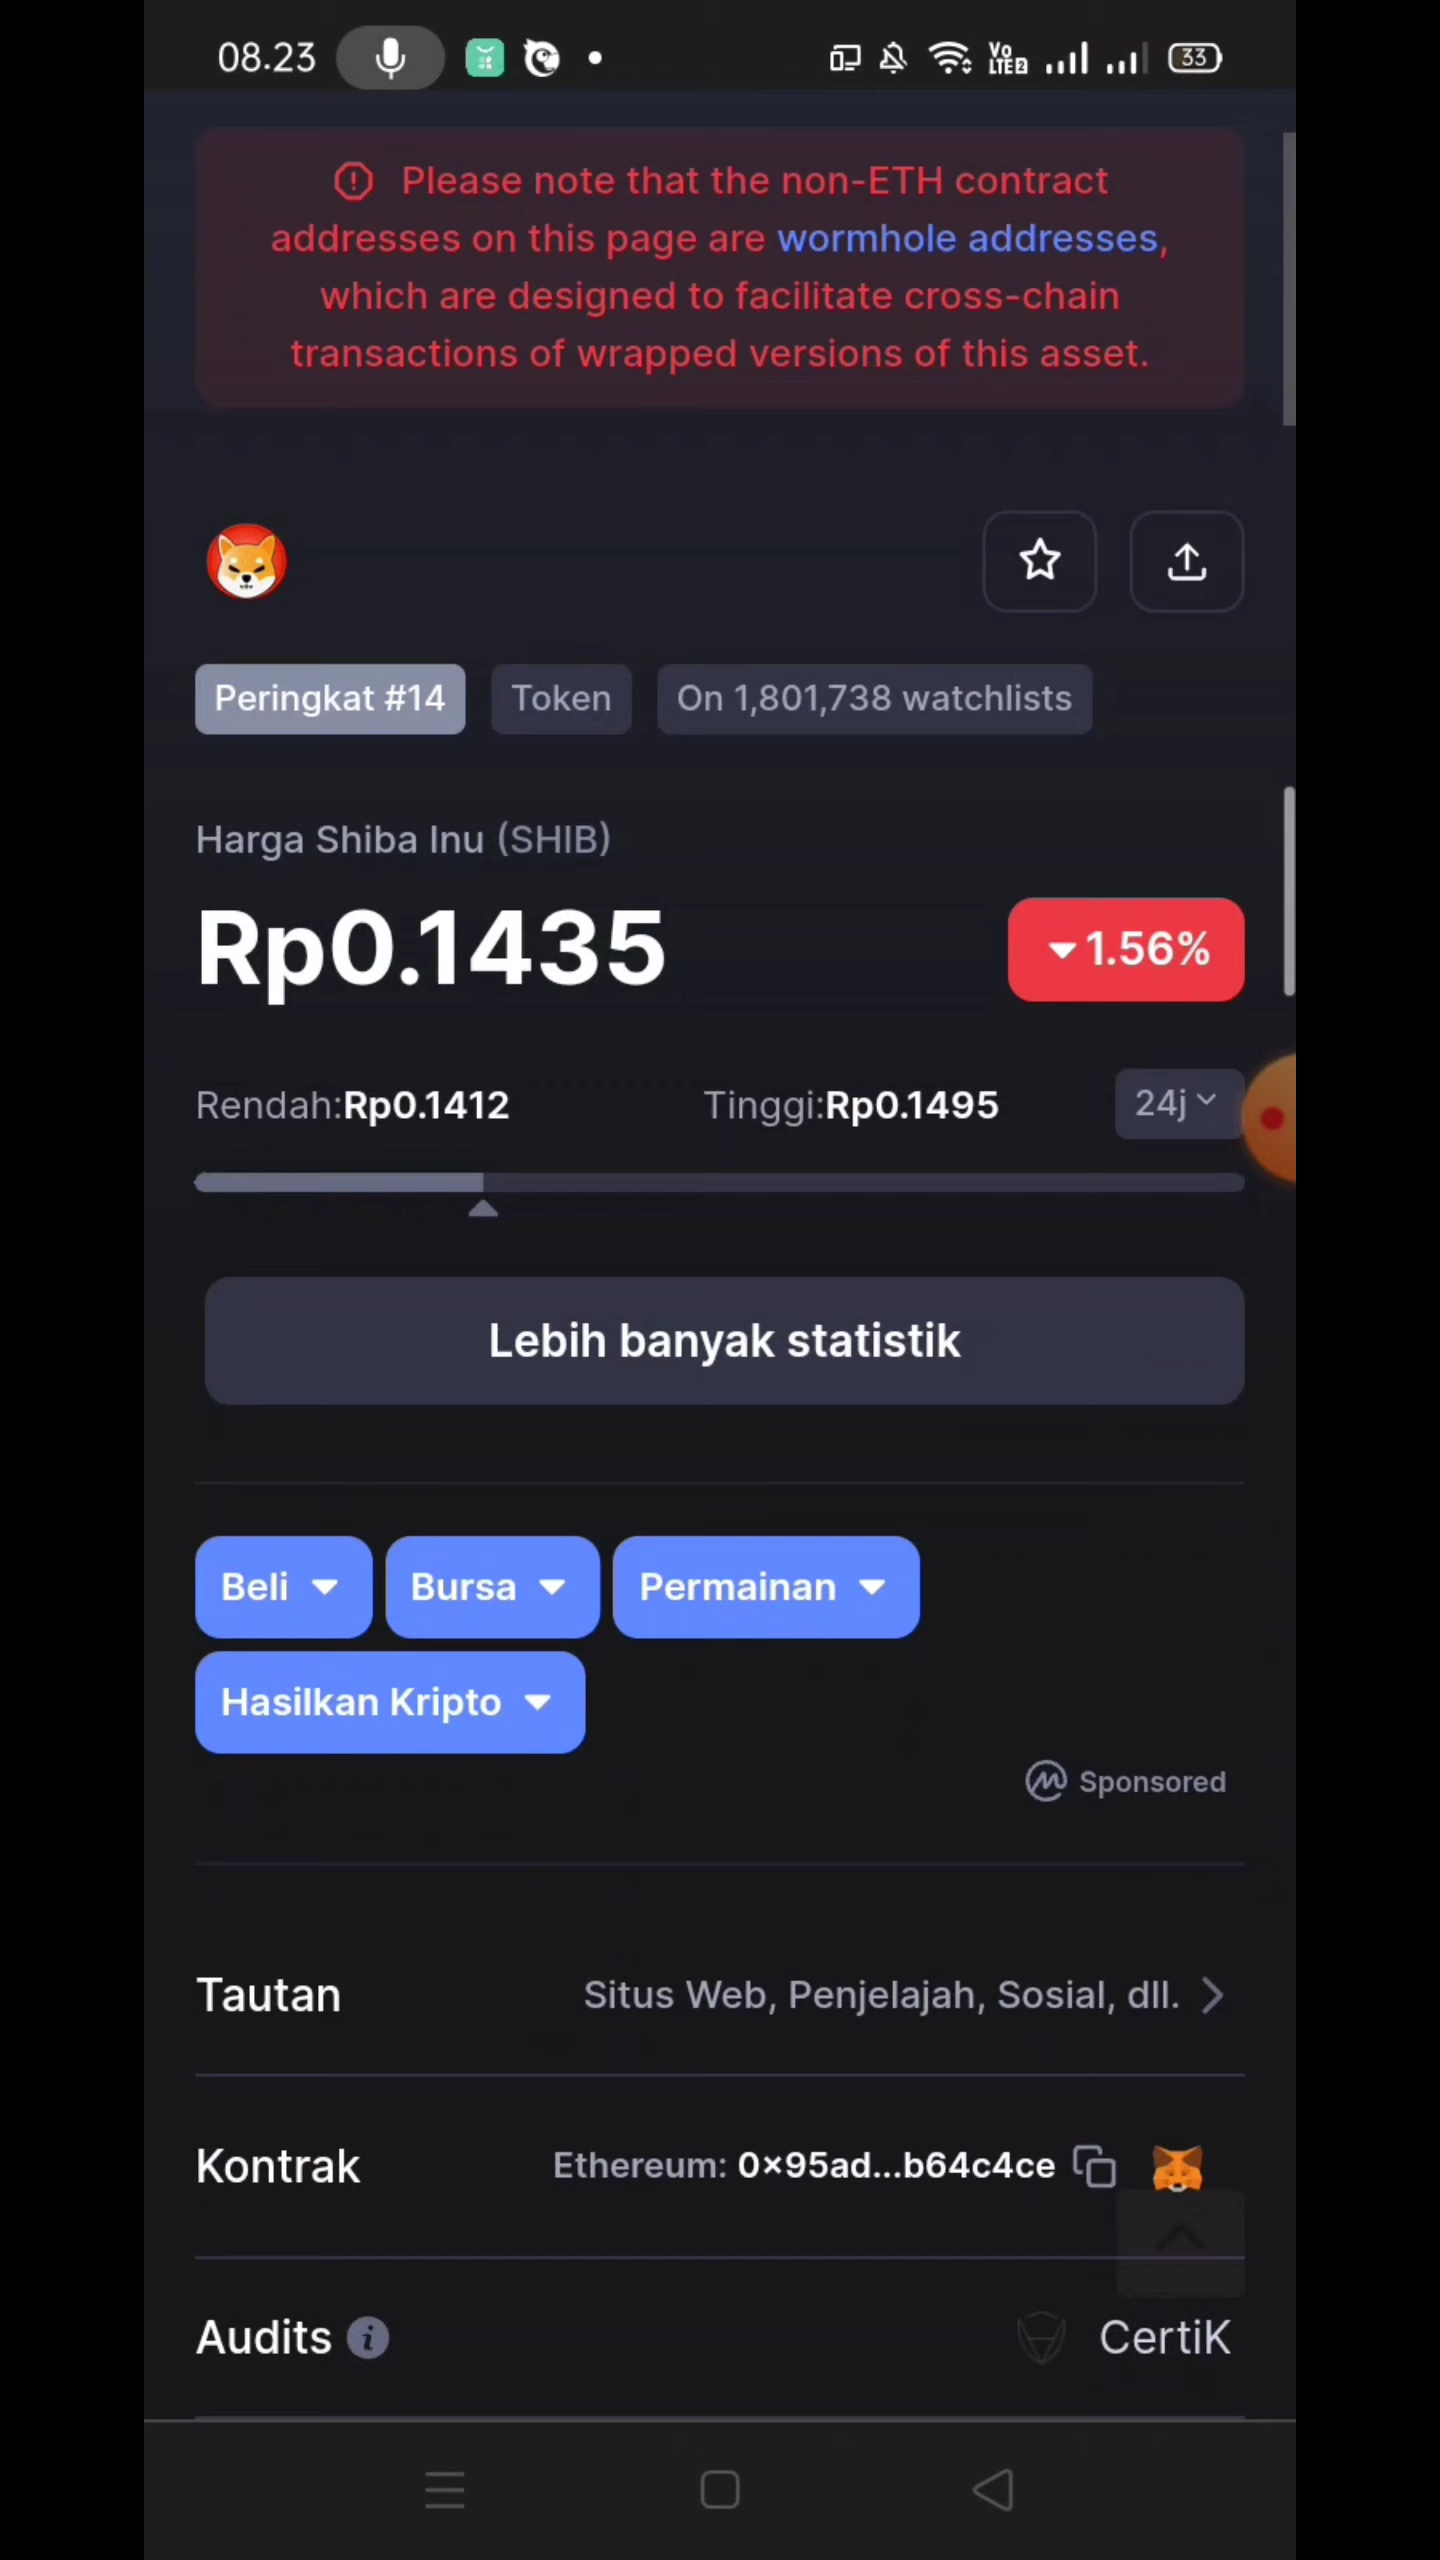 08.23
Vo LTE2
33
Please note that the non-ETH contract
addresses on this page are wormhole addresses,
which are designed to facilitate cross-chain
transactions of wrapped versions of this asset.
Peringkat #14
Token
On 1,801,738 watchlists
Harga Shiba Inu (SHIB)
Rp0.1435
1.56%
Rendah:Rp0.1412
Tinggi:Rp0.1495
24j
Lebih banyak statistik
Beli
Bursa
Permainan
Hasilkan Kripto
Sponsored
Tautan
Situs Web, Penjelajah, Sosial, dll.
Kontrak
Ethereum: 0x95ad...b64c4ce
Audits
CertiK